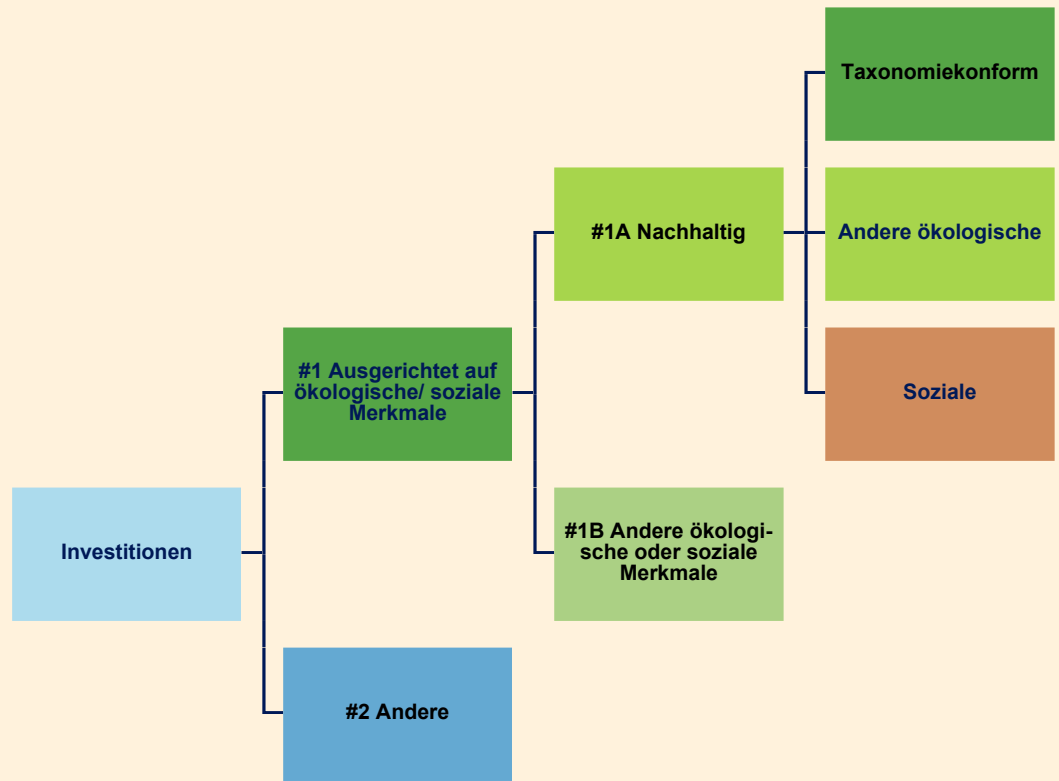 Taxonomiekonform
#1A Nachhaltig
Andere ökologische
#1 Ausgerichtet auf
ökologische/ soziale
Merkmale
Soziale
Investitionen
#1B Andere ökologi-
sche oder soziale
Merkmale
#2 Andere